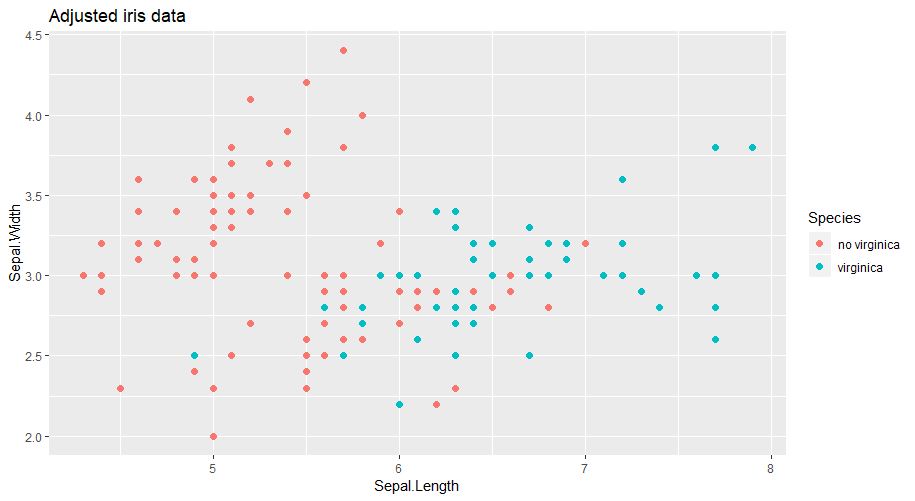 Adjusted iris data
4.5
4.0
3.5
3.0
2.5
2.0
Sepal.Width
5
6
7
8
Sepal.Length
Species
no virginica
virginica